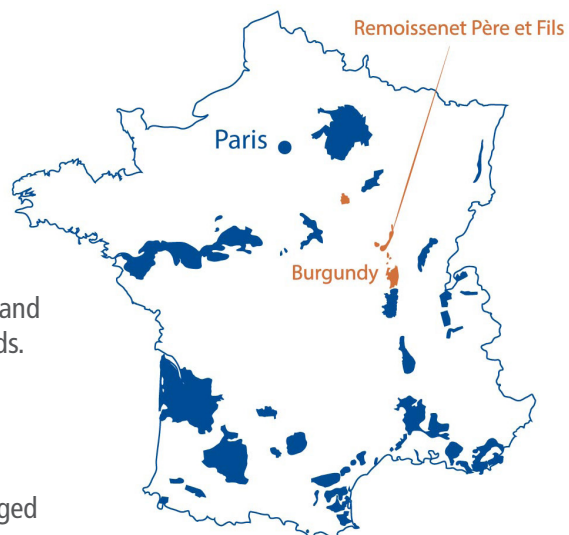 Remoissenet Père et Fils
Paris
Burgundy
and
ds.
ged